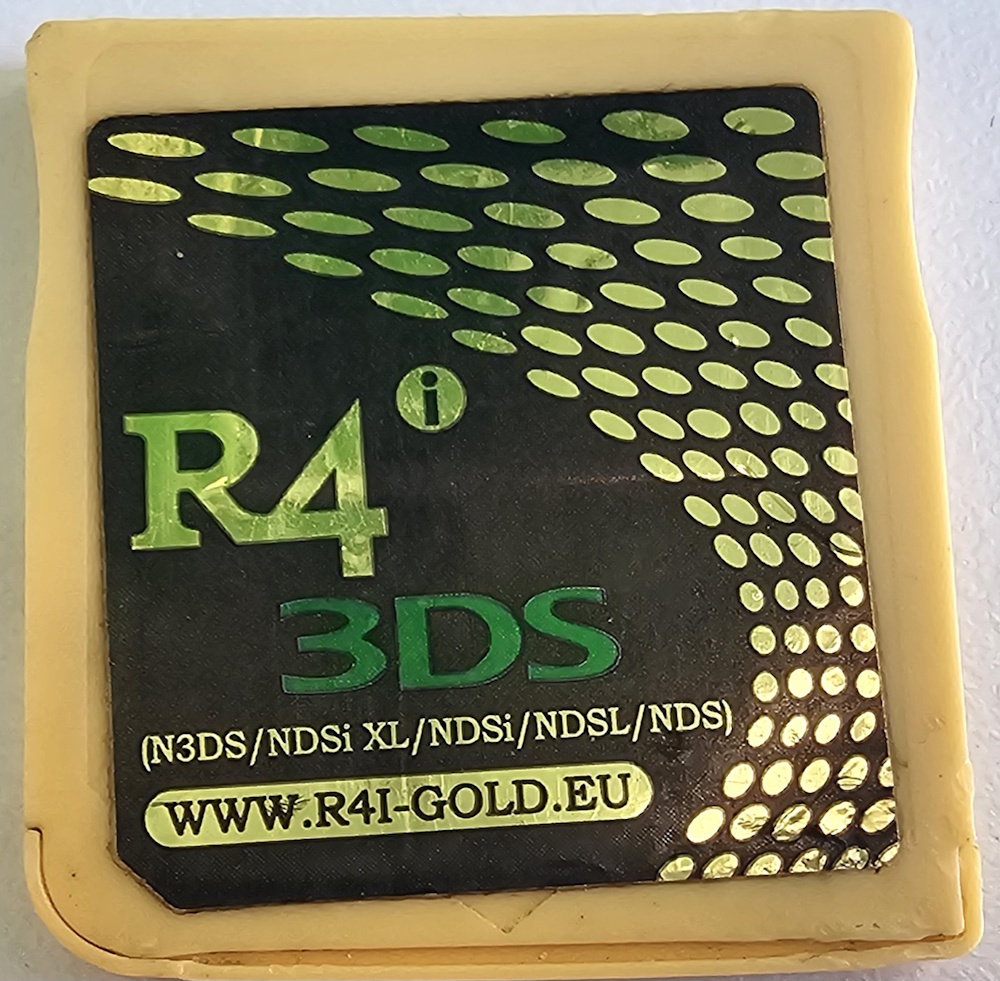 R4i
3DS
(N3DS/NDSi XL/NDSi/NDSL/NDS)
WWW.R4I-GOLD.EU